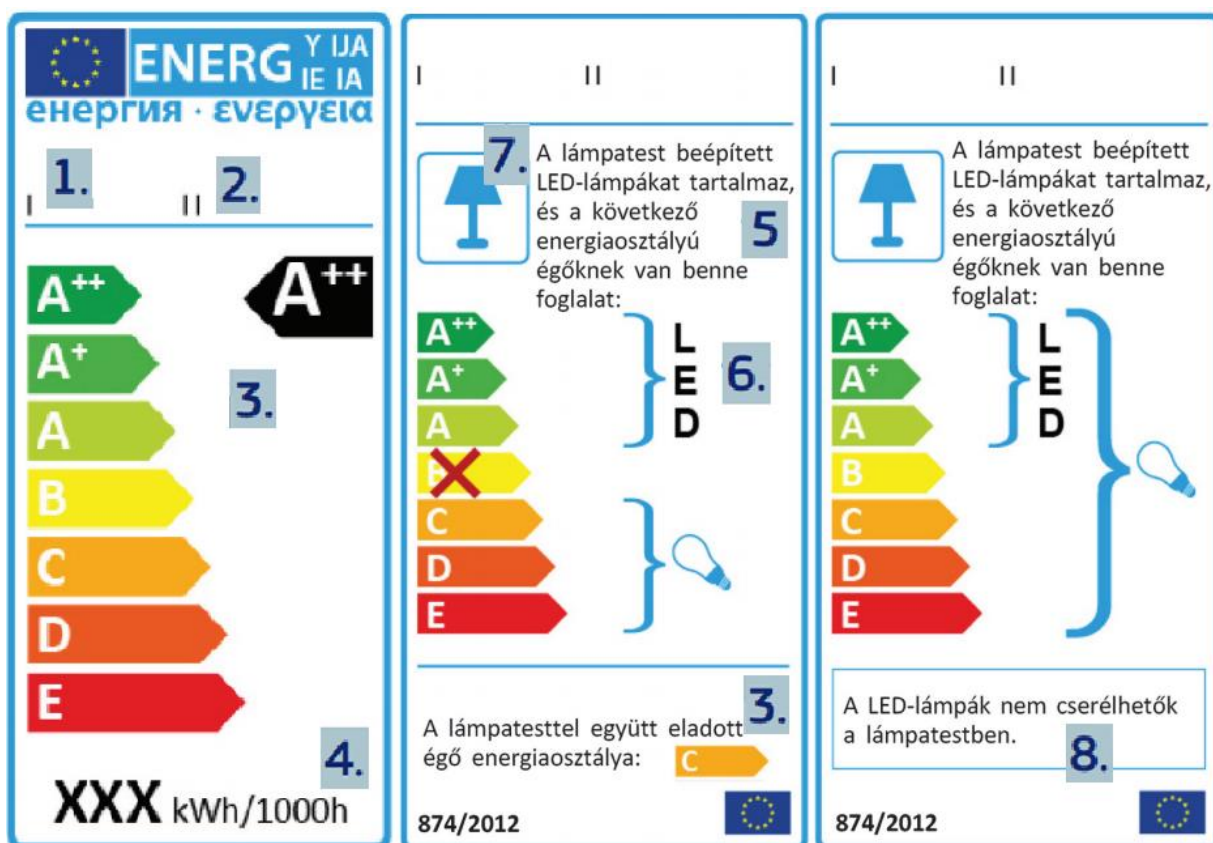 ENERG Y IJA
IE IA
енергия · ενεργεια
1. 2.
I II
A++ A++
A+
3.
A
B
C
D
E
4.
XXX kWh/1000h
I II
7.
A lámpatest beépített
LED-lámpákat tartalmaz,
és a következő
5
energiaosztályú
égőknek van benne
foglalat:
A++
A+
A
LED
6.
B
C
D
E
3.
A lámpatesttel együtt eladott
égő energiaosztálya: C
874/2012
I II
A lámpatest beépített
LED-lámpákat tartalmaz,
és a következő
energiaosztályú
égőknek van benne
foglalat:
A++
A+
A
LED
B
C
D
E
A LED-lámpák nem cserélhetők
a lámpatestben.
8.
874/2012